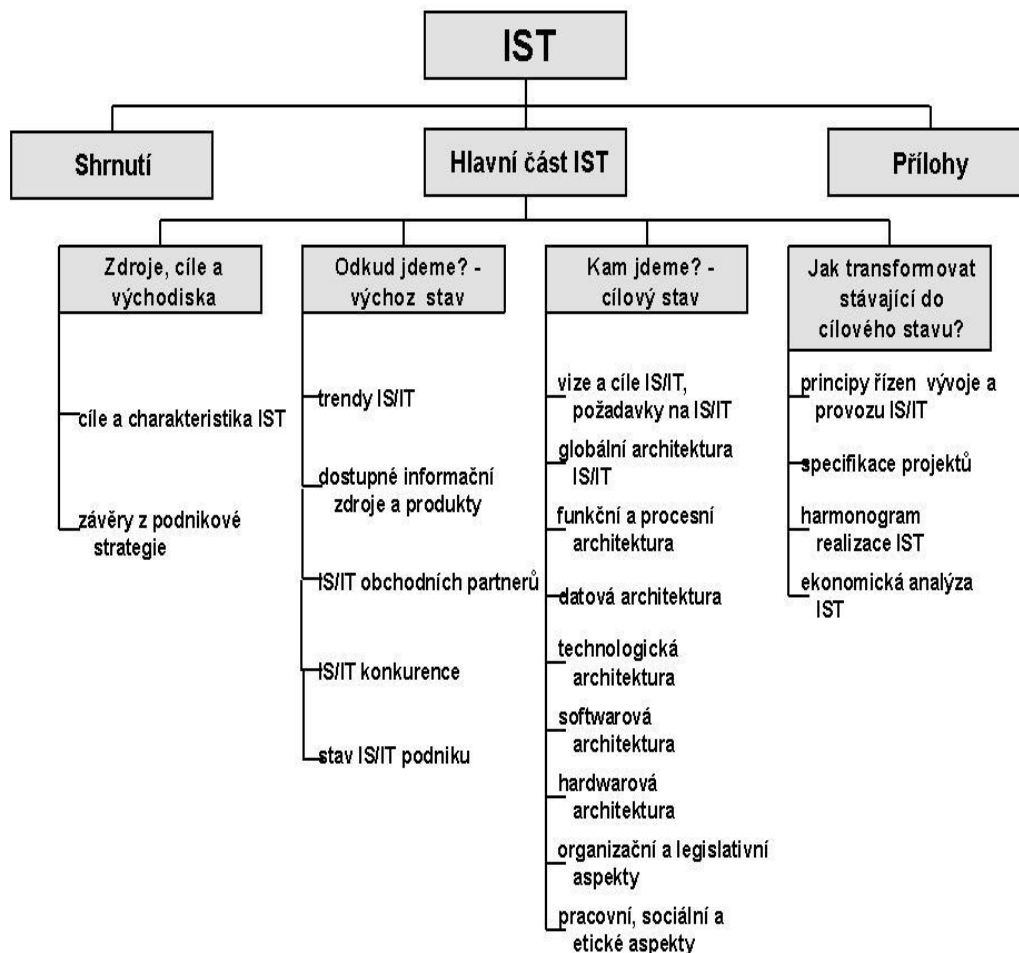 IST
Shrnutí
Hlavní část IST
Přílohy
Zdroje, cíle a
východiska
cíle a charakteristika IST
závěry z podnikové
strategie
Odkud jdeme? -
výchoz stav
trendy IS/IT
dostupné informační
zdroje a produkty
IS/IT obchodních partnerů
IS/IT konkurence
stav IS/IT podniku
Kam jdeme? -
cílový stav
vize a cíle IS/IT,
požadavky na IS/IT
globální architektura
IS/IT
funkční a procesní
architektura
datová architektura
technologická
architektura
softwarová
architektura
hardwarová
architektura
organizační a legislativní
aspekty
pracovní, sociální a
etické aspekty
Jak transformovat
stávající do
cílového stavu?
principy řízen vývoje a
provozu IS/IT
specifikace projektů
harmonogram
realizace IST
ekonomická analýza
IST